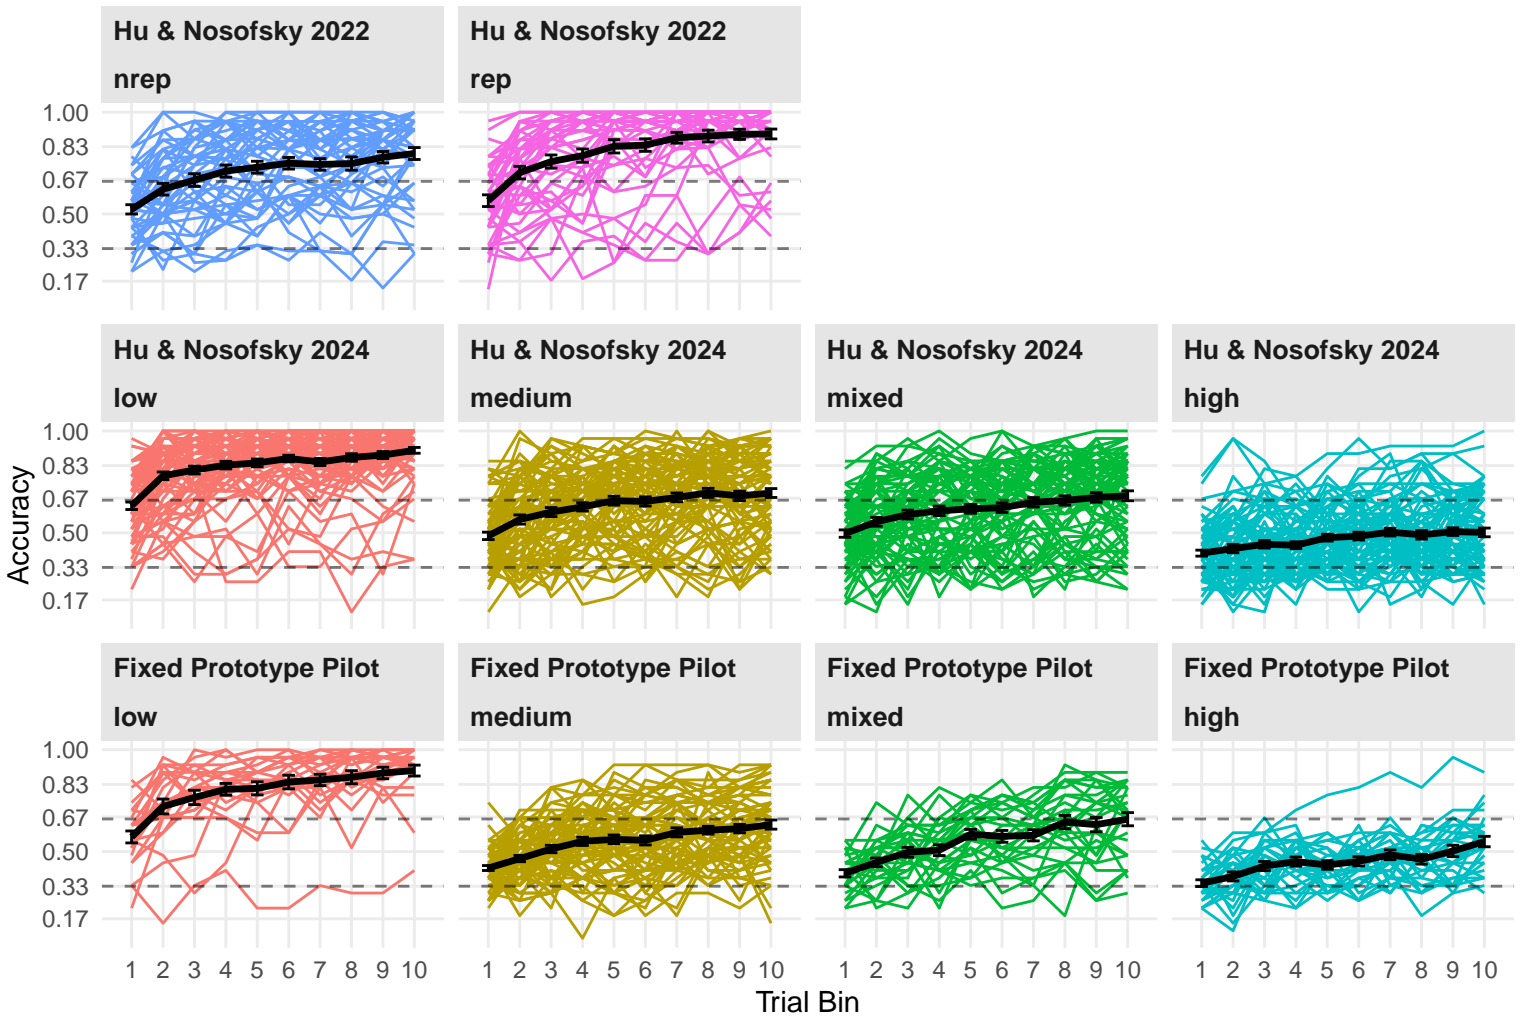 Hu & Nosofsky 2022
nrep
Hu & Nosofsky 2022
rep
1.00
0.83
0.67
0.50
0.33
0.17
Hu & Nosofsky 2024
low
Hu & Nosofsky 2024
medium
Hu & Nosofsky 2024
mixed
Hu & Nosofsky 2024
high
1.00
0.83
0.67
0.50
0.33
0.17
Accuracy
Fixed Prototype Pilot
low
Fixed Prototype Pilot
medium
Fixed Prototype Pilot
mixed
Fixed Prototype Pilot
high
1.00
0.83
0.67
0.50
0.33
0.17
1 2 3 4 5 6 7 8 9 10
1 2 3 4 5 6 7 8 9 10
1 2 3 4 5 6 7 8 9 10
1 2 3 4 5 6 7 8 9 10
Trial Bin